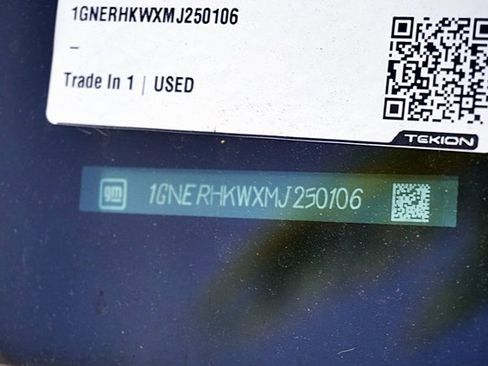 1GNERHKWXMJ250106
–
Trade In 1 | USED
TEKION
gm 1GNERHKWXMJ250106